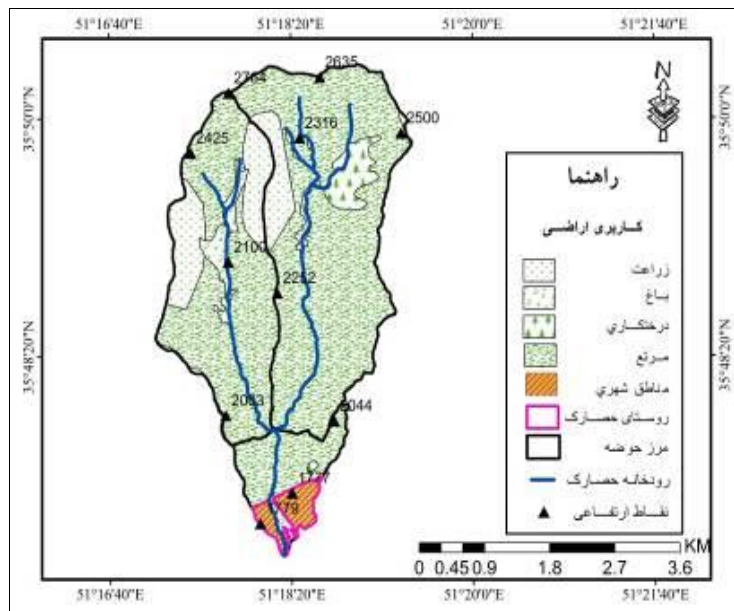 51°16'40"E 51°18'20"E 51°20'0"E 51°21'40"E
35°50'0"N
35°48'20"N
35°50'0"N
35°48'20"N
N
2635
2764
2316
2500
2425
2100
2252
راهنما
کاربری اراضی
زراعت
باغ
درختکاری
مرتع
مناطق شهری
روستای حصارک
مرز حوضه
رودخانه حصارک
نقاط ارتفاعی
KM
0 0.45 0.9 1.8 2.7 3.6
51°16'40"E 51°18'20"E 51°20'0"E 51°21'40"E